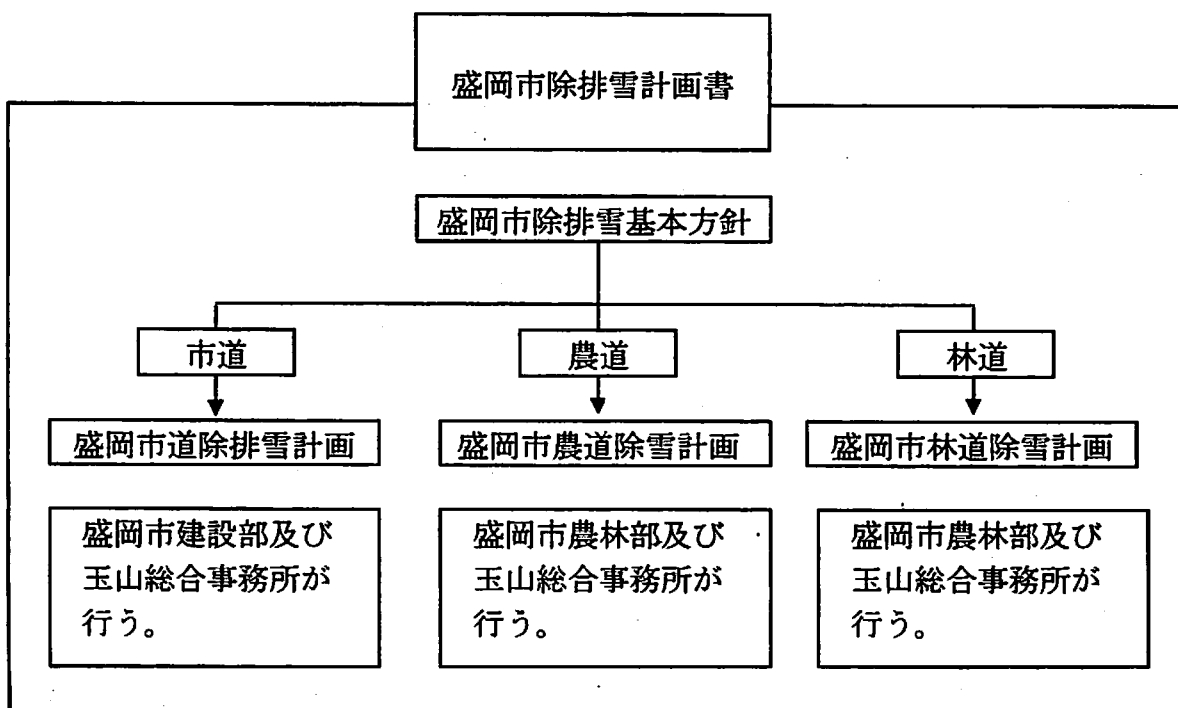 盛岡市除排雪計画書
盛岡市除排雪基本方針
市道
農道
林道
盛岡市道除排雪計画
盛岡市農道除雪計画
盛岡市林道除雪計画
盛岡市建設部及び
玉山総合事務所が
行う。
盛岡市農林部及び
玉山総合事務所が
行う。
盛岡市農林部及び
玉山総合事務所が
行う。